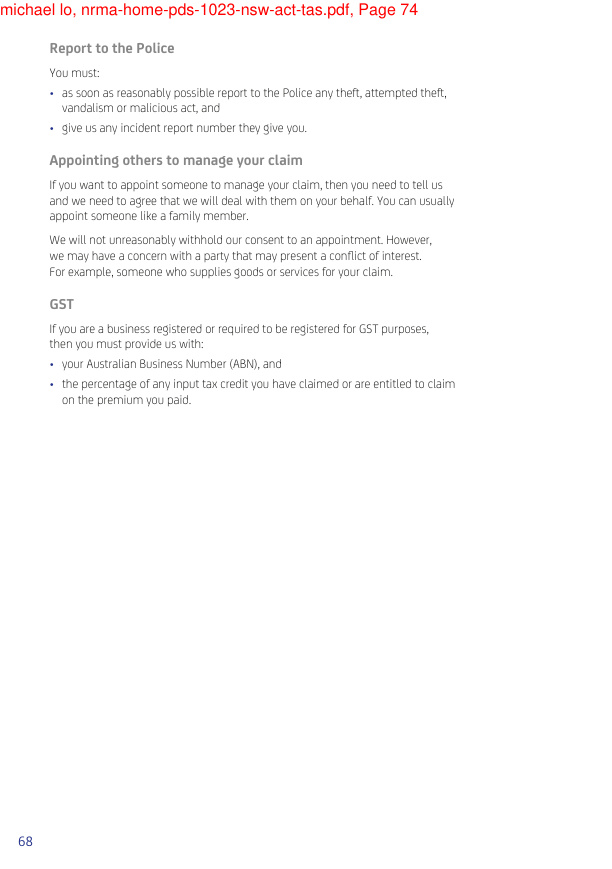 michael lo, nrma-home-pds-1023-nsw-act-tas.pdf, Page 74
Report to the Police
You must:
• as soon as reasonably possible report to the Police any theft, attempted theft,
vandalism or malicious act, and
• give us any incident report number they give you.
Appointing others to manage your claim
If you want to appoint someone to manage your claim, then you need to tell us
and we need to agree that we will deal with them on your behalf. You can usually
appoint someone like a family member.
We will not unreasonably withhold our consent to an appointment. However,
we may have a concern with a party that may present a conflict of interest.
For example, someone who supplies goods or services for your claim.
GST
If you are a business registered or required to be registered for GST purposes,
then you must provide us with:
• your Australian Business Number (ABN), and
• the percentage of any input tax credit you have claimed or are entitled to claim
on the premium you paid.
68